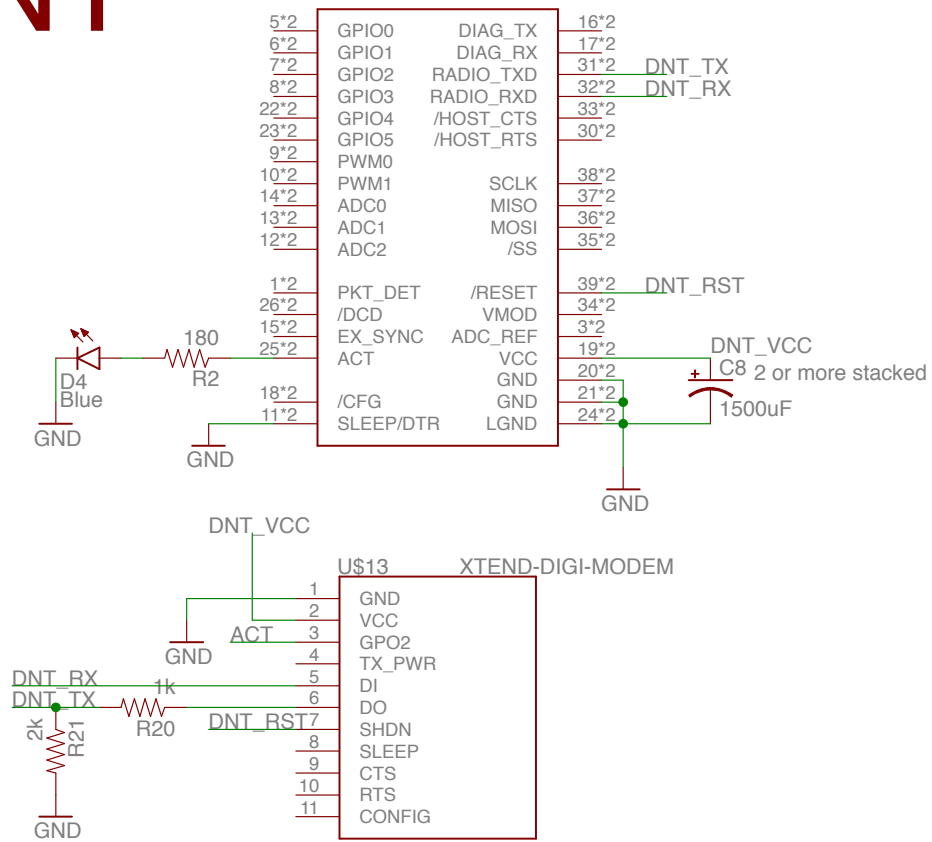 5*2 GPIO0 DIAG_TX 16*2
6*2 GPIO1 DIAG_RX 17*2
7*2 GPIO2 RADIO_TXD 31*2 DNT_TX
8*2 GPIO3 RADIO_RXD 32*2 DNT_RX
22*2 GPIO4 /HOST_CTS 33*2
23*2 GPIO5 /HOST_RTS 30*2
9*2 PWM0
10*2 PWM1 SCLK 38*2
14*2 ADC0 MISO 37*2
13*2 ADC1 MOSI 36*2
12*2 ADC2 /SS 35*2
1*2 PKT_DET /RESET 39*2 DNT_RST
26*2 /DCD VMOD 34*2
15*2 EX_SYNC ADC_REF 3*2
180 25*2 ACT VCC 19*2 DNT_VCC
D4 R2 GND 20*2 + C8 2 or more stacked
Blue
18*2 /CFG GND 21*2 1500uF
11*2 SLEEP/DTR LGND 24*2
GND GND
GND
DNT_VCC
U$13 XTEND-DIGI-MODEM
1 GND
2 VCC
ACT 3 GPO2
GND 4 TX_PWR
DNT_RX 1k 5 DI
DNT_TX 6 DO
2k R21 R20 DNT_RST 7 SHDN
8 SLEEP
9 CTS
10 RTS
11 CONFIG
GND